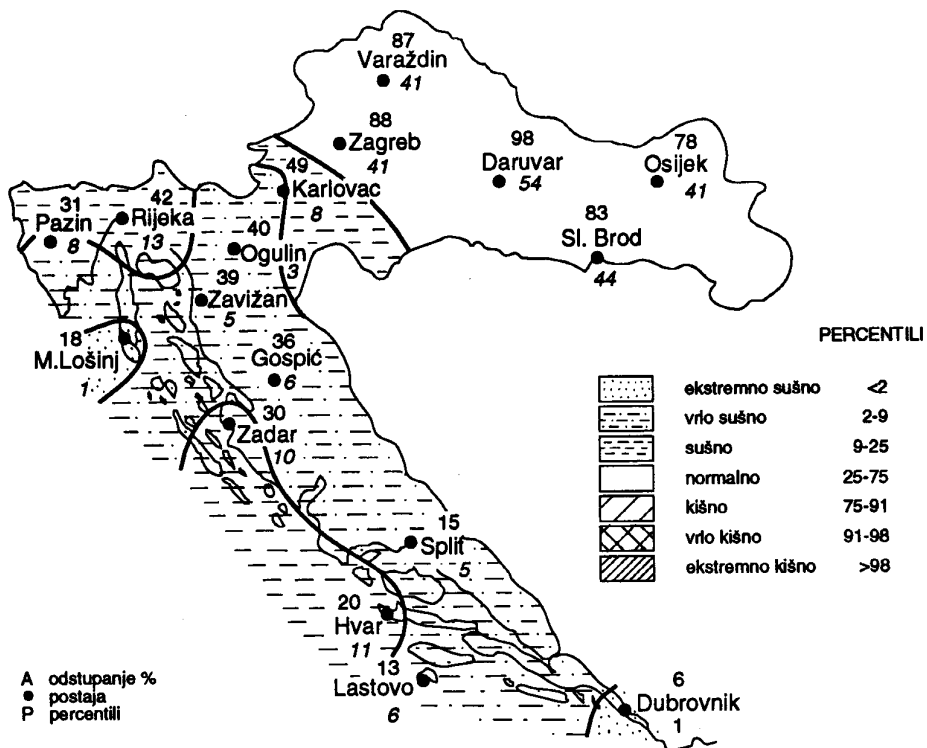 87
Varaždin
41
88
Zagreb
41
98
Daruvar
54
78
Osijek
41
83
Sl. Brod
44
49
Karlovac
8
31
Pazin
8
42
Rijeka
13
40
Ogulin
3
39
Zavižan
5
18
M.Lošinj
1
36
Gospić
6
30
Zadar
10
15
Split
5
20
Hvar
11
13
Lastovo
6
6
Dubrovnik
1
PERCENTILI
ekstremno sušno <2
vrlo sušno 2-9
sušno 9-25
normalno 25-75
kišno 75-91
vrlo kišno 91-98
ekstremno kišno >98
A odstupanje %
postaja
P percentili